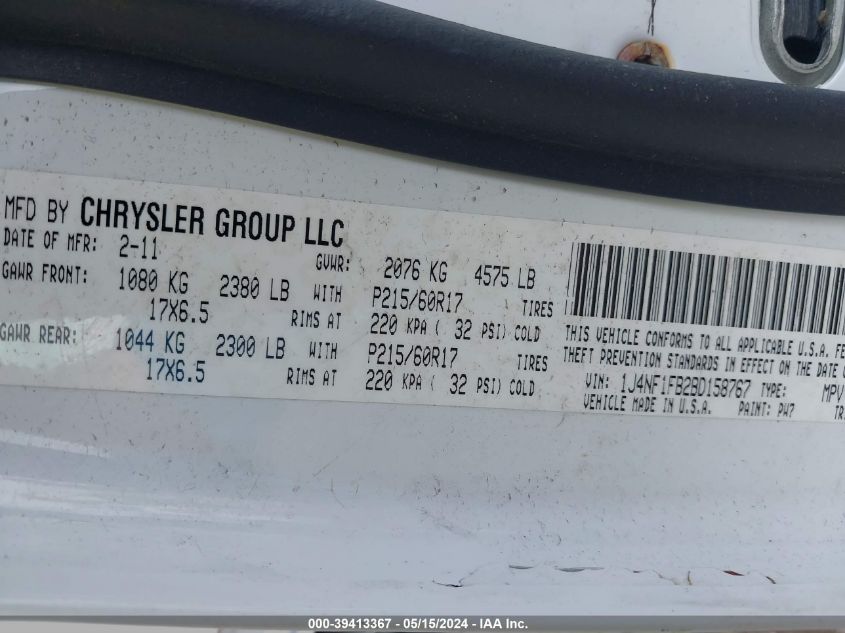 MFD BY CHRYSLER GROUP LLC
DATE OF MFR: 2-11 GVWR: 2076 KG 4575 LB
GAWR FRONT: 1080 KG 2380 LB WITH P215/60R17 TIRES
17X6.5 RIMS AT 220 KPA ( 32 PSI) COLD
GAWR REAR: 1044 KG 2300 LB WITH P215/60R17 TIRES
17X6.5 RIMS AT 220 KPA ( 32 PSI) COLD
THIS VEHICLE CONFORMS TO ALL APPLICABLE U.S.A.
THEFT PREVENTION STANDARDS IN EFFECT ON THE DATE
VIN: 1J4NF1FB2BD158767 TYPE: MPV
VEHICLE MADE IN U.S.A. PAINT: PW7
000-39413367 - 05/15/2024 - IAA Inc.